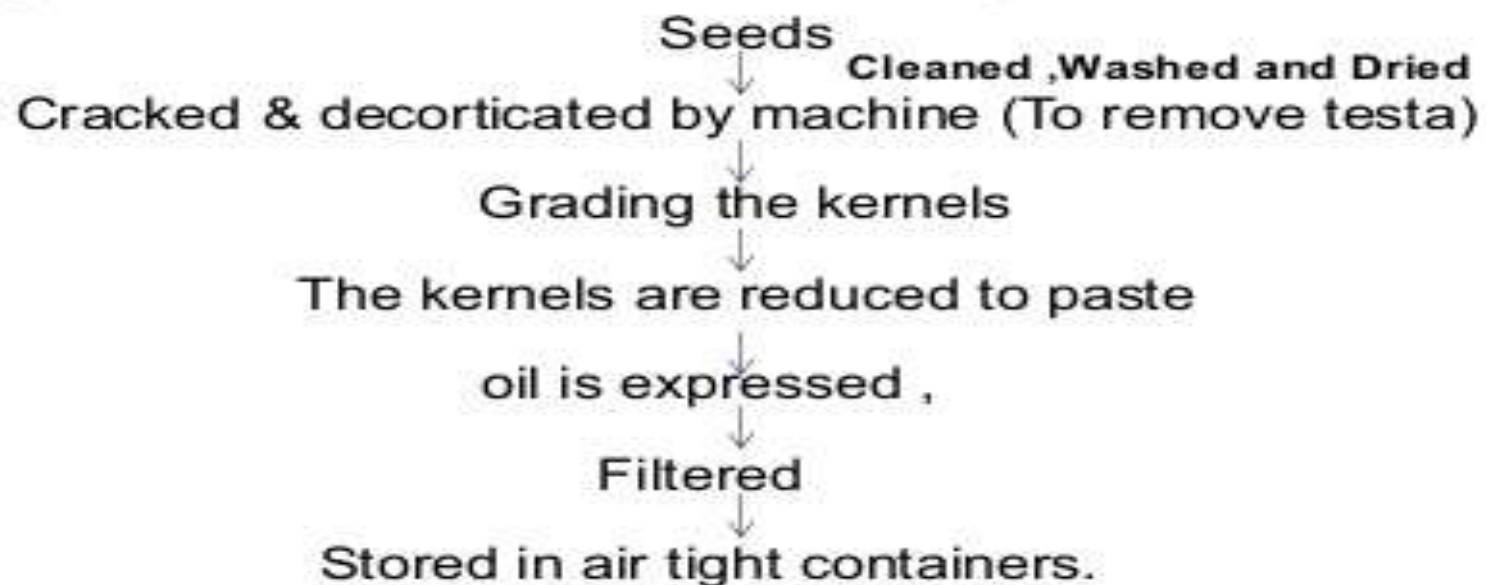 Seeds
Cleaned ,Washed and Dried
Cracked & decorticated by machine (To remove testa)
Grading the kernels
The kernels are reduced to paste
oil is expressed ,
Filtered
Stored in air tight containers.